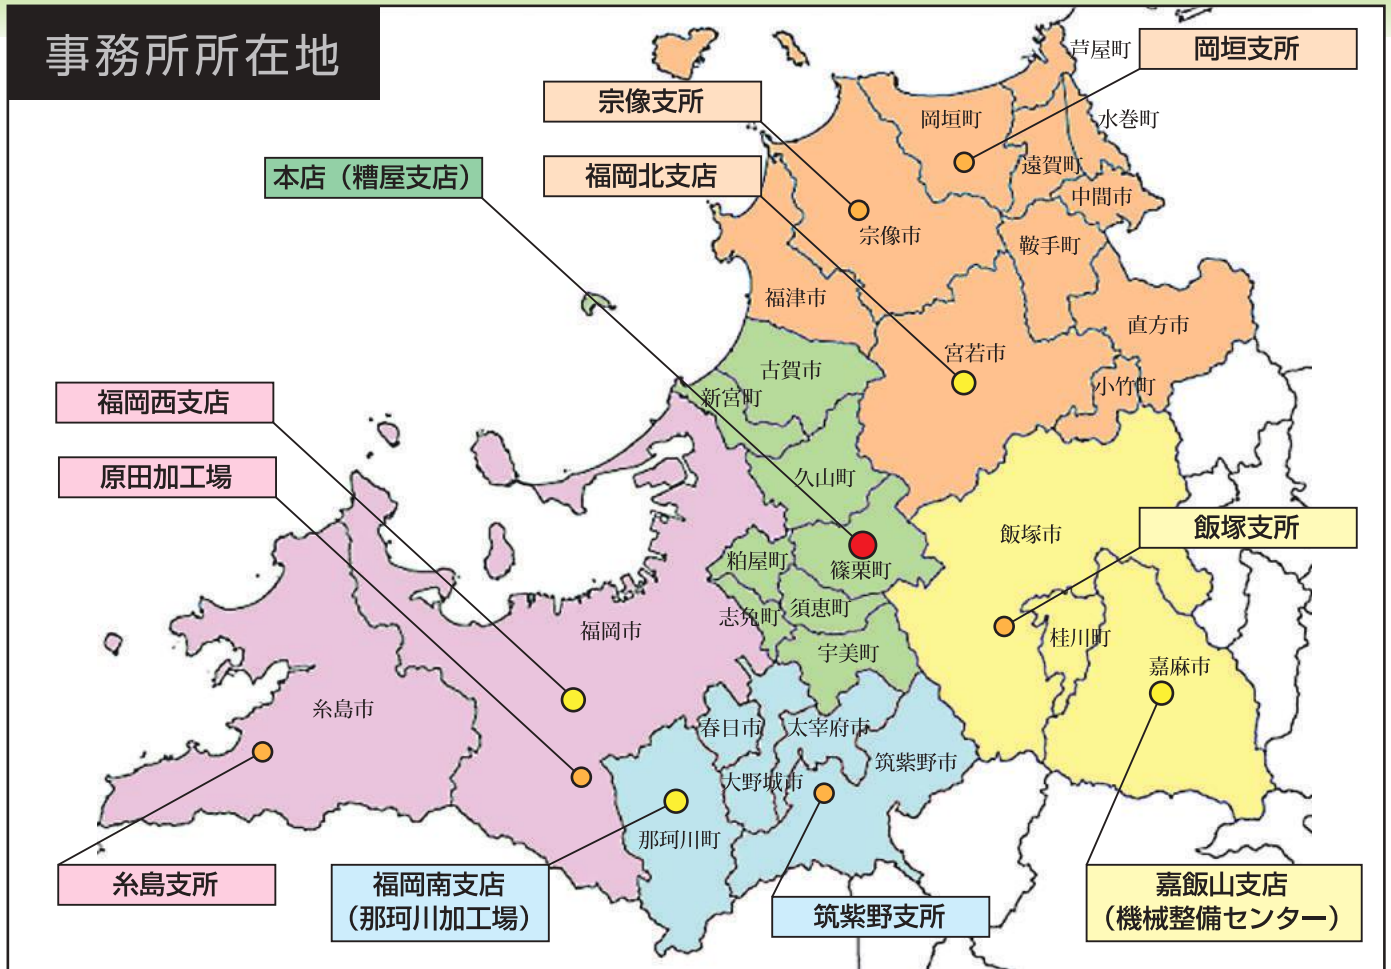 事務所所在地
芦屋町
岡垣支所
宗像支所
岡垣町
水巻町
本店（糟屋支店）
福岡北支店
遠賀町
中間市
宗像市
鞍手町
福津市
直方市
宮若市
古賀市
小竹町
新宮町
福岡西支店
原田加工場
久山町
飯塚市
飯塚支所
粕屋町
篠栗町
須恵町
志免町
福岡市
桂川町
宇美町
嘉麻市
糸島市
春日市
太宰府市
筑紫野市
大野城市
那珂川町
糸島支所
福岡南支店
（那珂川加工場）
筑紫野支所
嘉飯山支店
（機械整備センター）